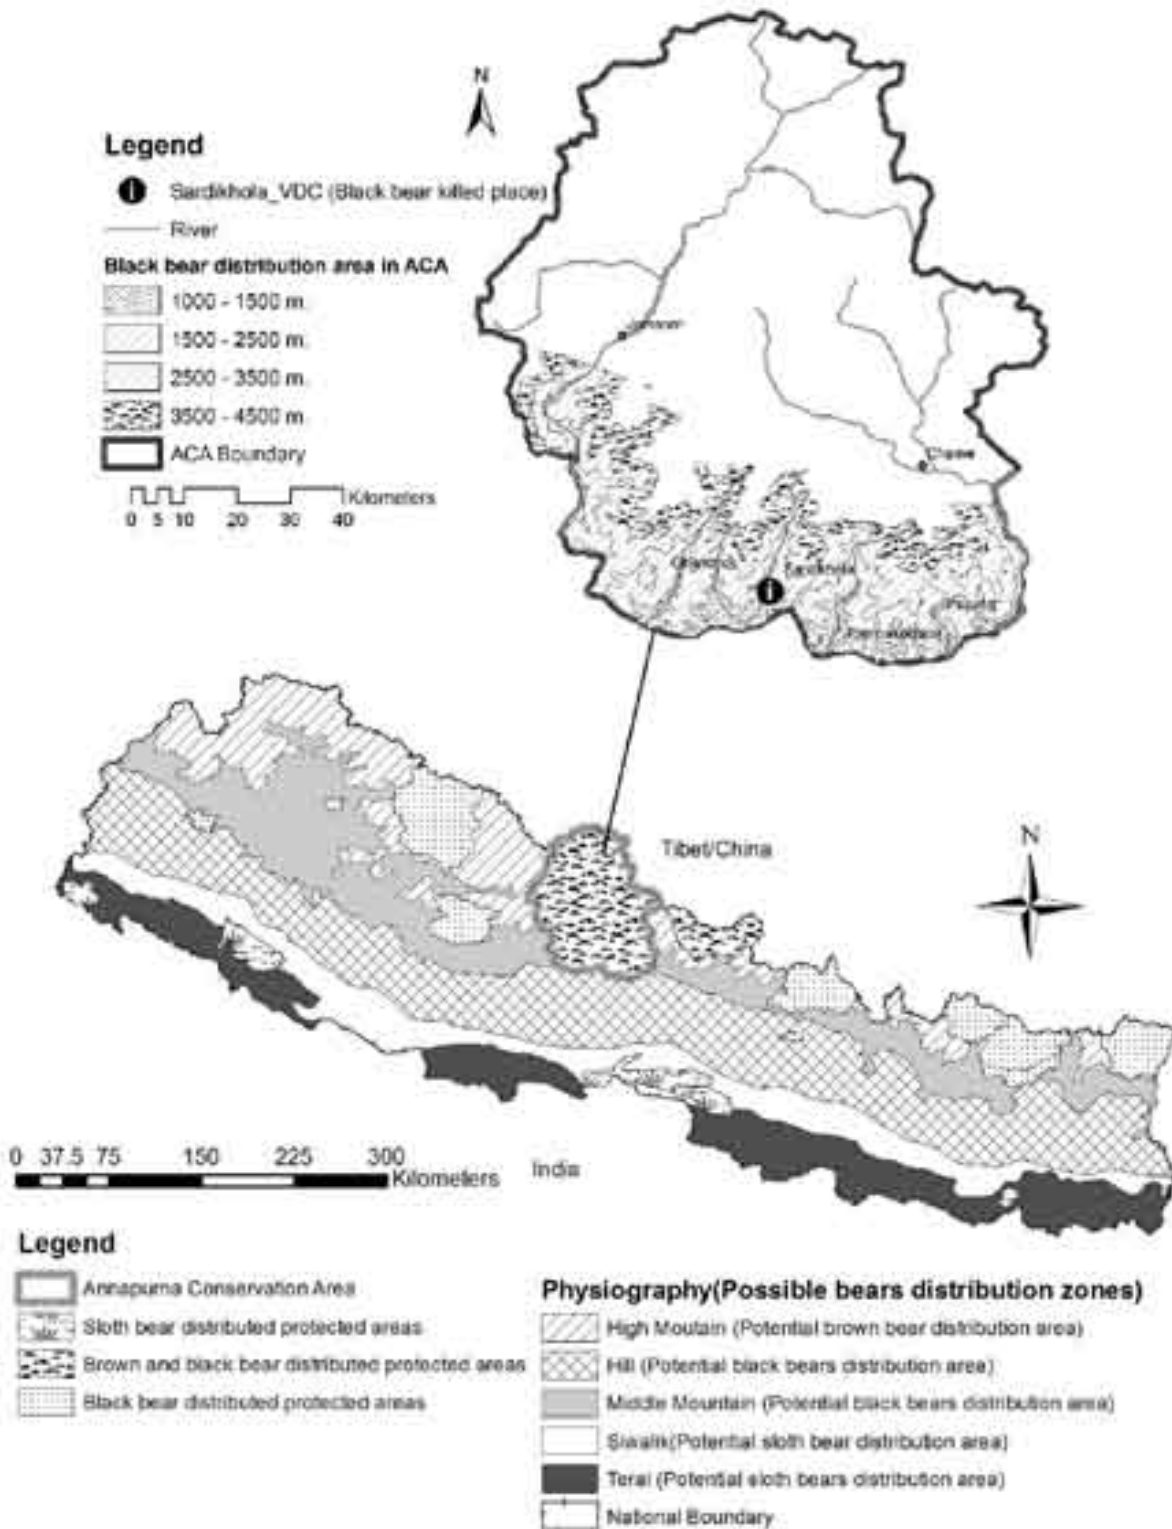 N
Legend
Sardikhola_VDC (Black bear killed place)
River
Black bear distribution area in ACA
1000 - 1500 m.
1500 - 2500 m.
2500 - 3500 m.
3500 - 4500 m.
ACA Boundary
Kilometers
0 5 10 20 30 40
Jomsom
Chame
Sardikhola
Tibet/China
N
0 37.5 75 150 225 300
Kilometers
India
Legend
Annapurna Conservation Area
Sloth bear distributed protected areas
Brown and black bear distributed protected areas
Black bear distributed protected areas
Physiography(Possible bears distribution zones)
High Moutain (Potential brown bear distribution area)
Hill (Potential black bears distribution area)
Middle Mountain (Potential black bears distribution area)
Siwalik(Potential sloth bear distribution area)
Terai (Potential sloth bears distribution area)
National Boundary